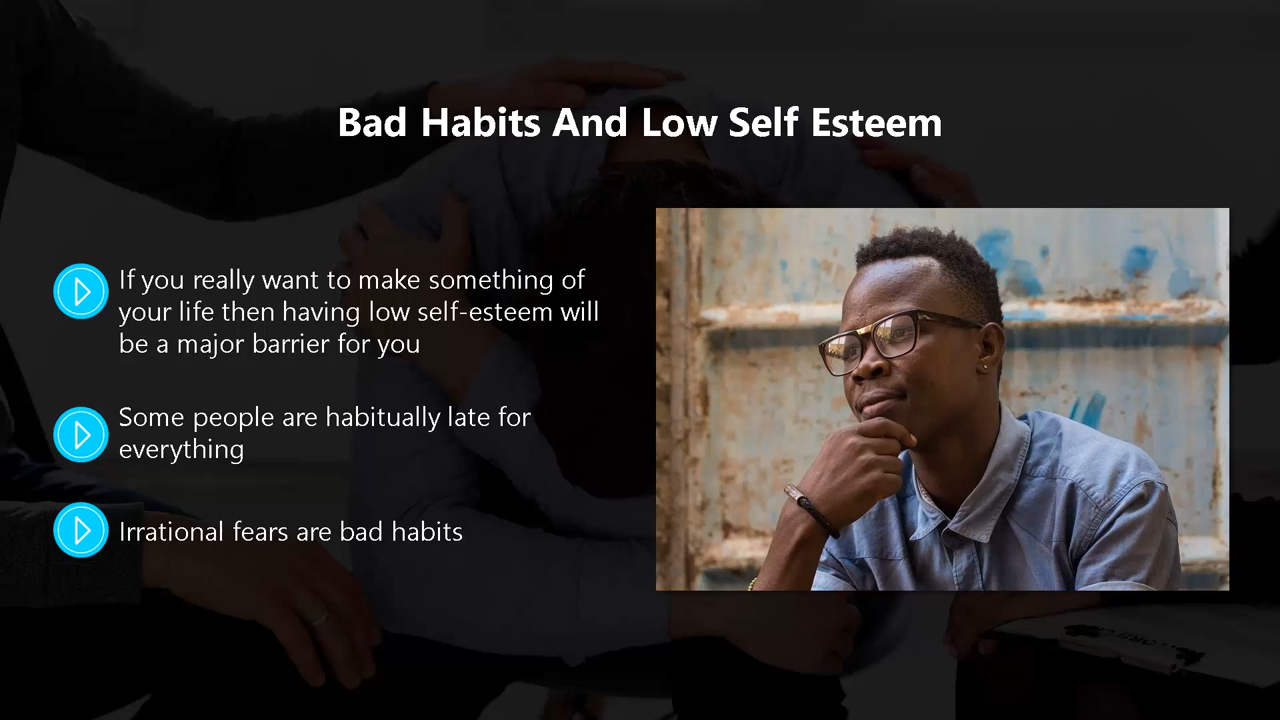 Bad Habits And Low Self Esteem
If you really want to make something of
your life then having low self-esteem will
be a major barrier for you
Some people are habitually late for
everything
Irrational fears are bad habits